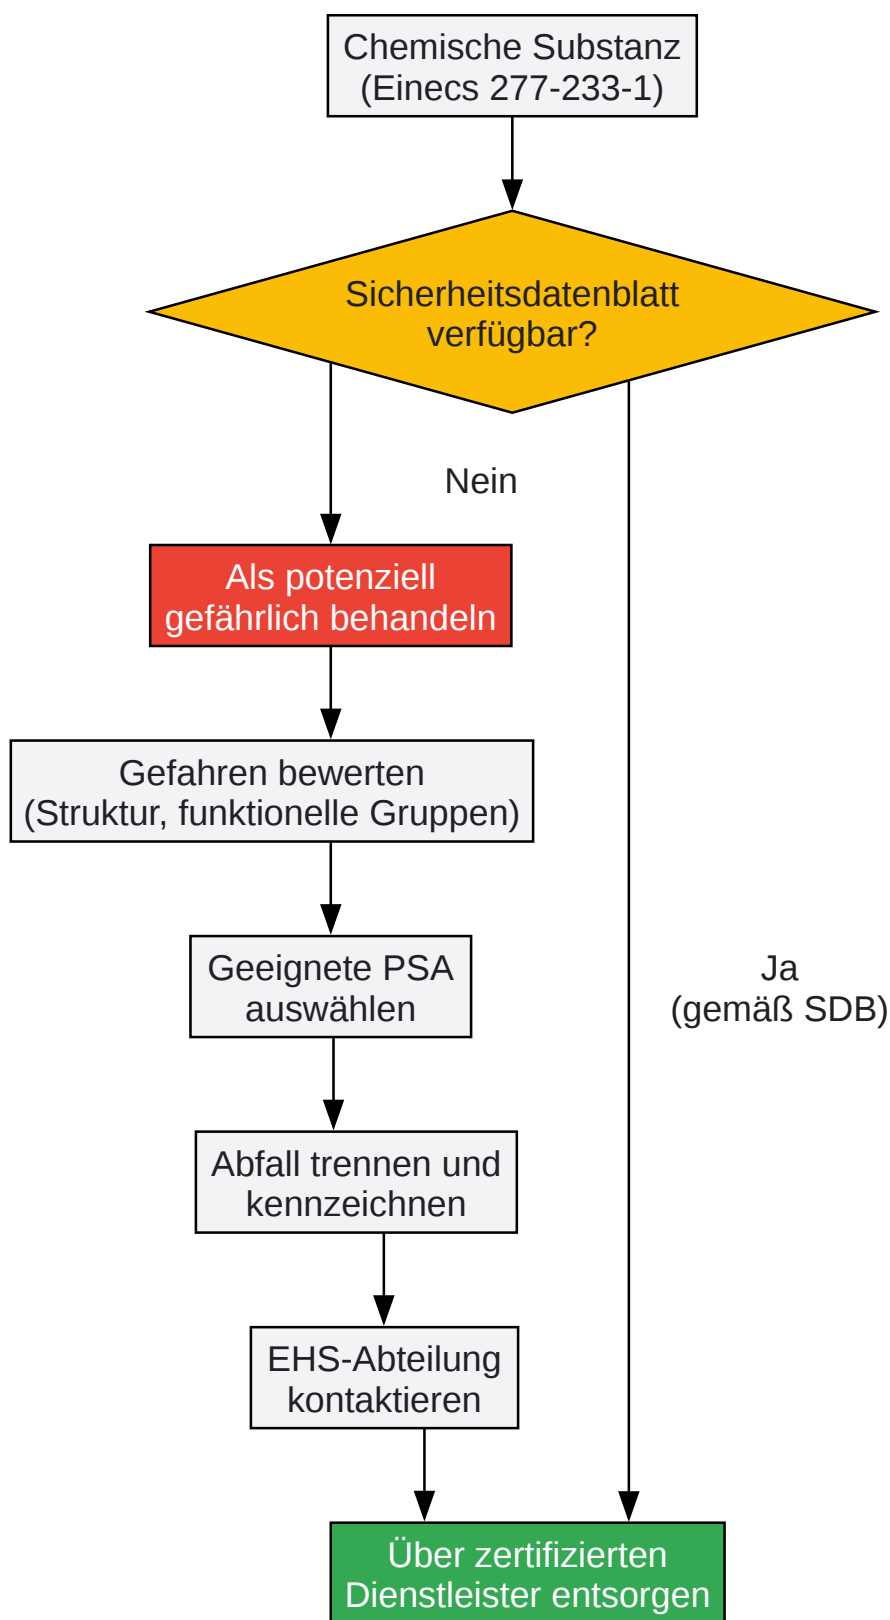 Chemische Substanz
(Einecs 277-233-1)
Sicherheitsdatenblatt
verfügbar?
Nein
Als potenziell
gefährlich behandeln
Gefahren bewerten
(Struktur, funktionelle Gruppen)
Geeignete PSA
auswählen
Ja
(gemäß SDB)
Abfall trennen und
kennzeichnen
EHS-Abteilung
kontaktieren
Über zertifizierten
Dienstleister entsorgen